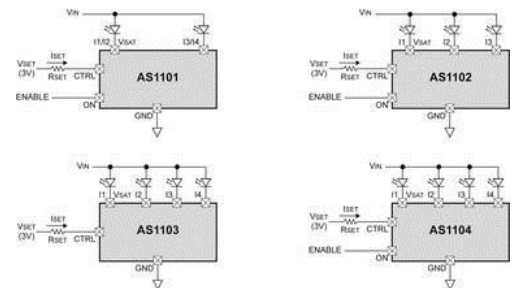 VIN
I1/I2 VSAT I3/I4
ISET
VSET (3V) RSET CTRL
AS1101
ENABLE ON
GND
VIN
I1 VSAT I2 I3
ISET
VSET (3V) RSET CTRL
AS1102
ENABLE ON
GND
VIN
I1 VSAT I2 I3 I4
ISET
VSET (3V) RSET CTRL
AS1103
GND
VIN
I1 VSAT I2 I3 I4
ISET
VSET (3V) RSET CTRL
AS1104
ENABLE ON
GND